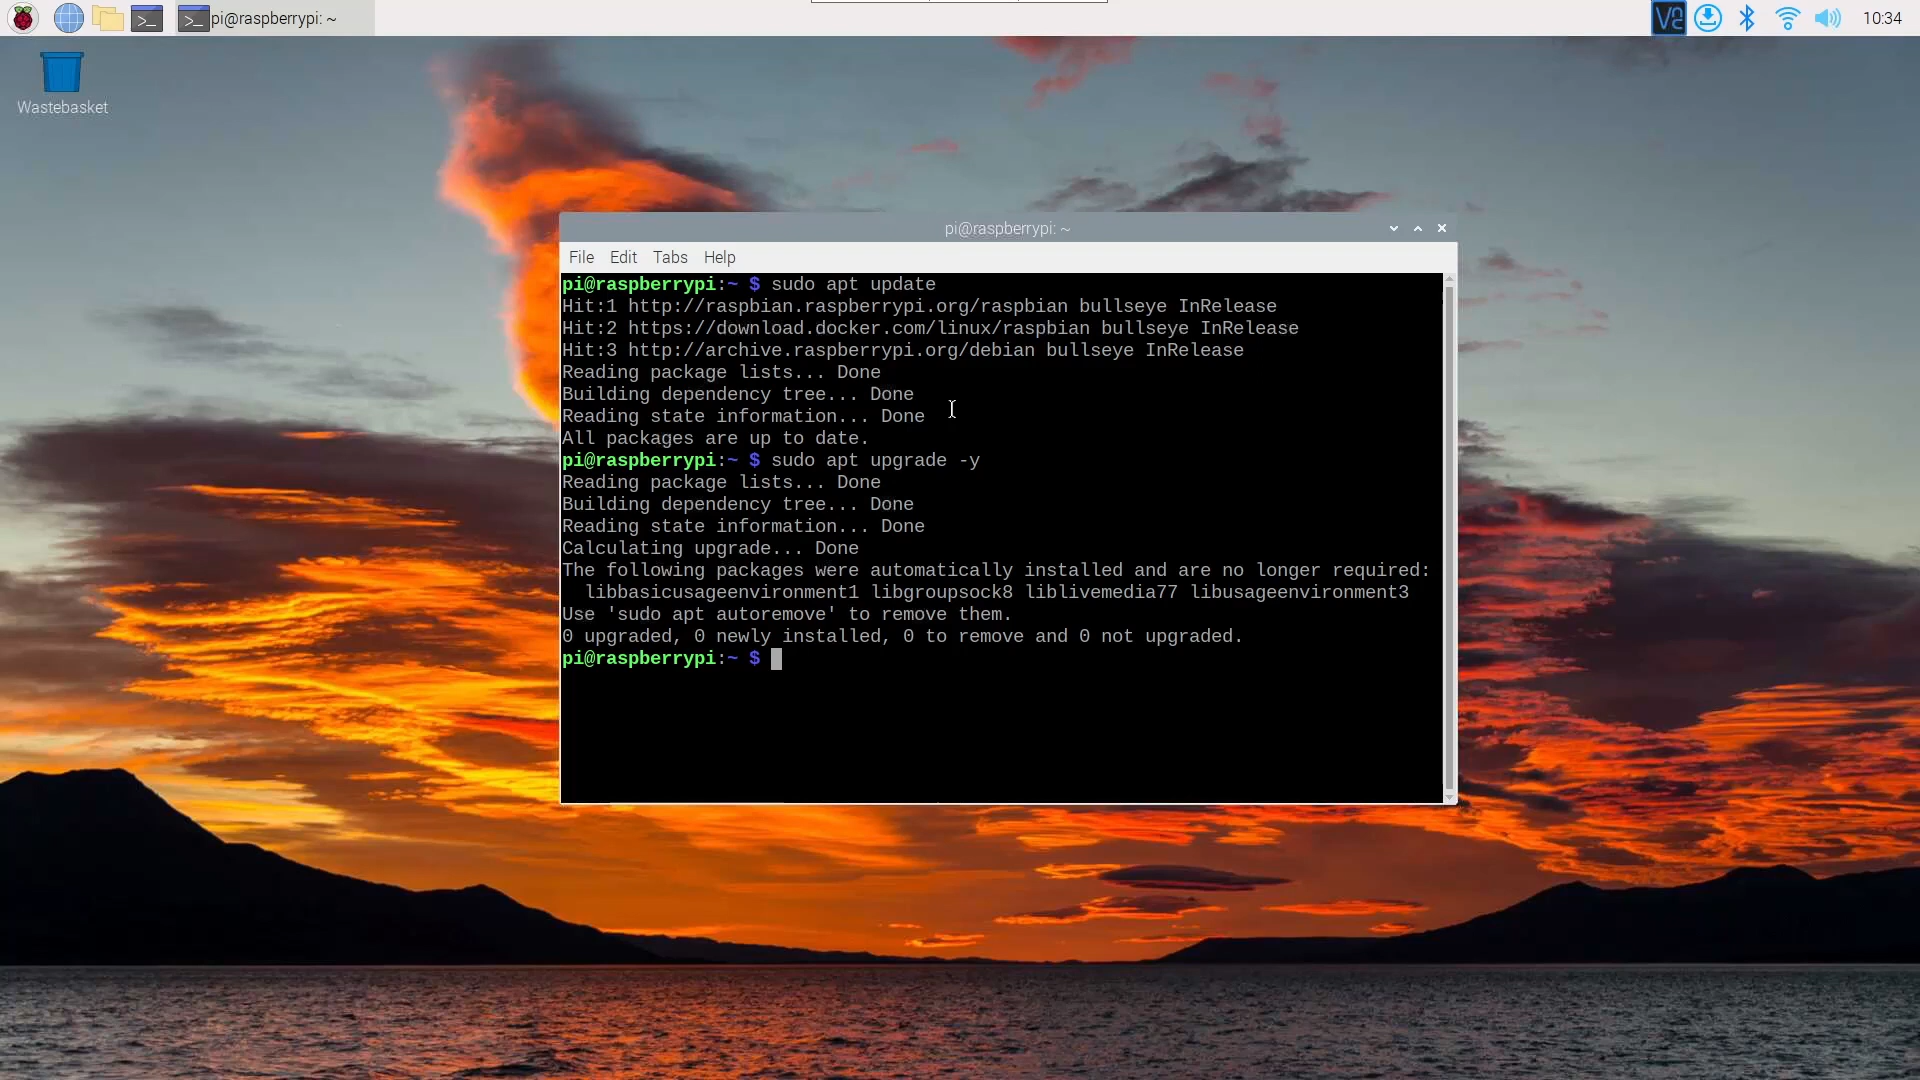 pi@raspberrypi: ~
10:34
Wastebasket
pi@raspberrypi: ~
File Edit Tabs Help
pi@raspberrypi:~ $ sudo apt update
Hit:1 http://raspbian.raspberrypi.org/raspbian bullseye InRelease
Hit:2 https://download.docker.com/linux/raspbian bullseye InRelease
Hit:3 http://archive.raspberrypi.org/debian bullseye InRelease
Reading package lists... Done
Building dependency tree... Done
Reading state information... Done
All packages are up to date.
pi@raspberrypi:~ $ sudo apt upgrade -y
Reading package lists... Done
Building dependency tree... Done
Reading state information... Done
Calculating upgrade... Done
The following packages were automatically installed and are no longer required:
  libbasicusageenvironment1 libgroupsock8 liblivemedia77 libusageenvironment3
Use 'sudo apt autoremove' to remove them.
0 upgraded, 0 newly installed, 0 to remove and 0 not upgraded.
pi@raspberrypi:~ $